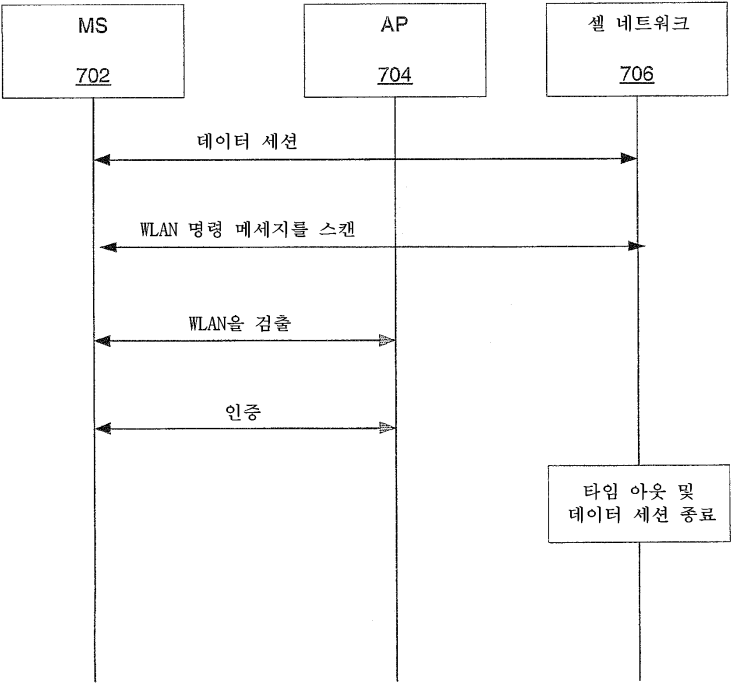 MS
702
AP
704
셀 네트워크
706
데이터 세션
WLAN 명령 메세지를 스캔
WLAN을 검출
인증
타임 아웃 및
데이터 세션 종료